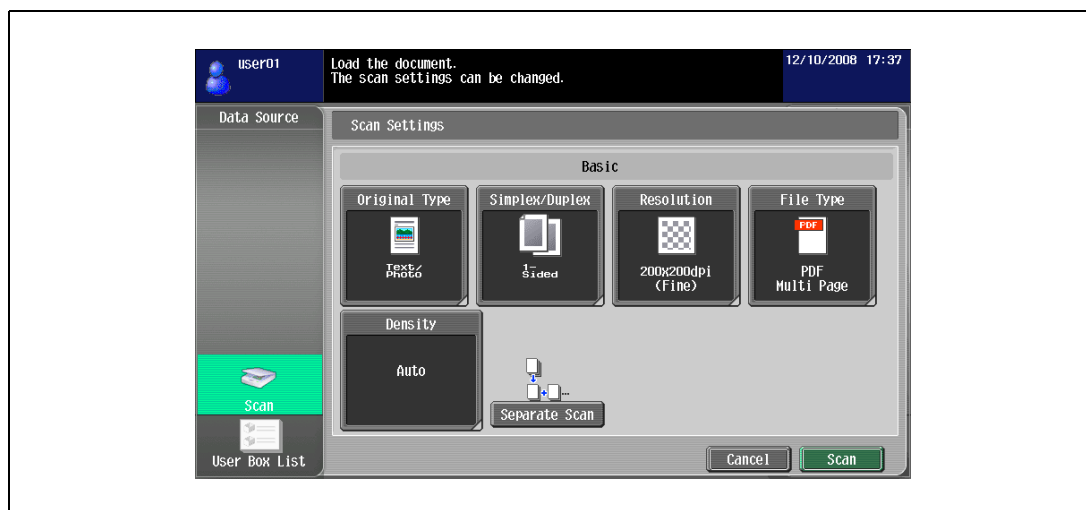 user01
Load the document.
The scan settings can be changed.
12/10/2008 17:37
Data Source
Scan Settings
Basic
Original Type
Text/
Photo
Simplex/Duplex
1-
Sided
Resolution
200X200dpi
(Fine)
File Type
PDF
PDF
Multi Page
Density
Auto
Separate Scan
Scan
User Box List
Cancel
Scan